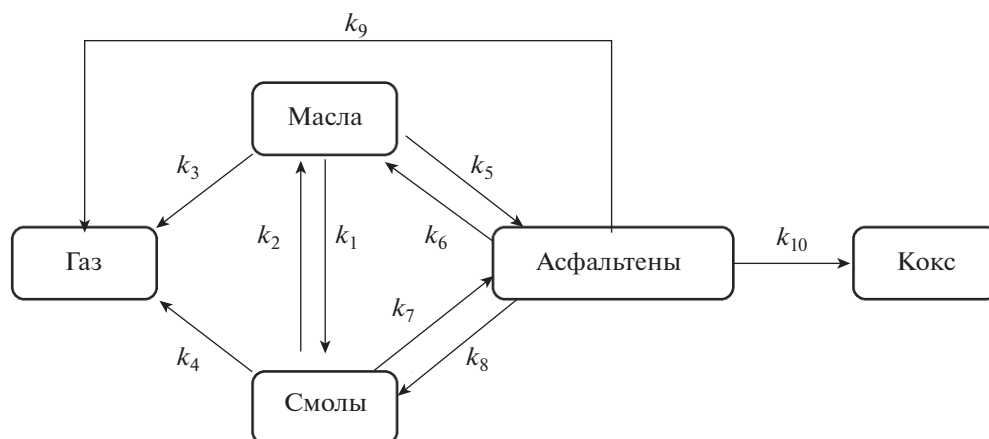 k9
Масла
k3
k5
k2
k1
k6
Газ
Асфальтены
k10
Кокс
k7
k4
k8
Смолы